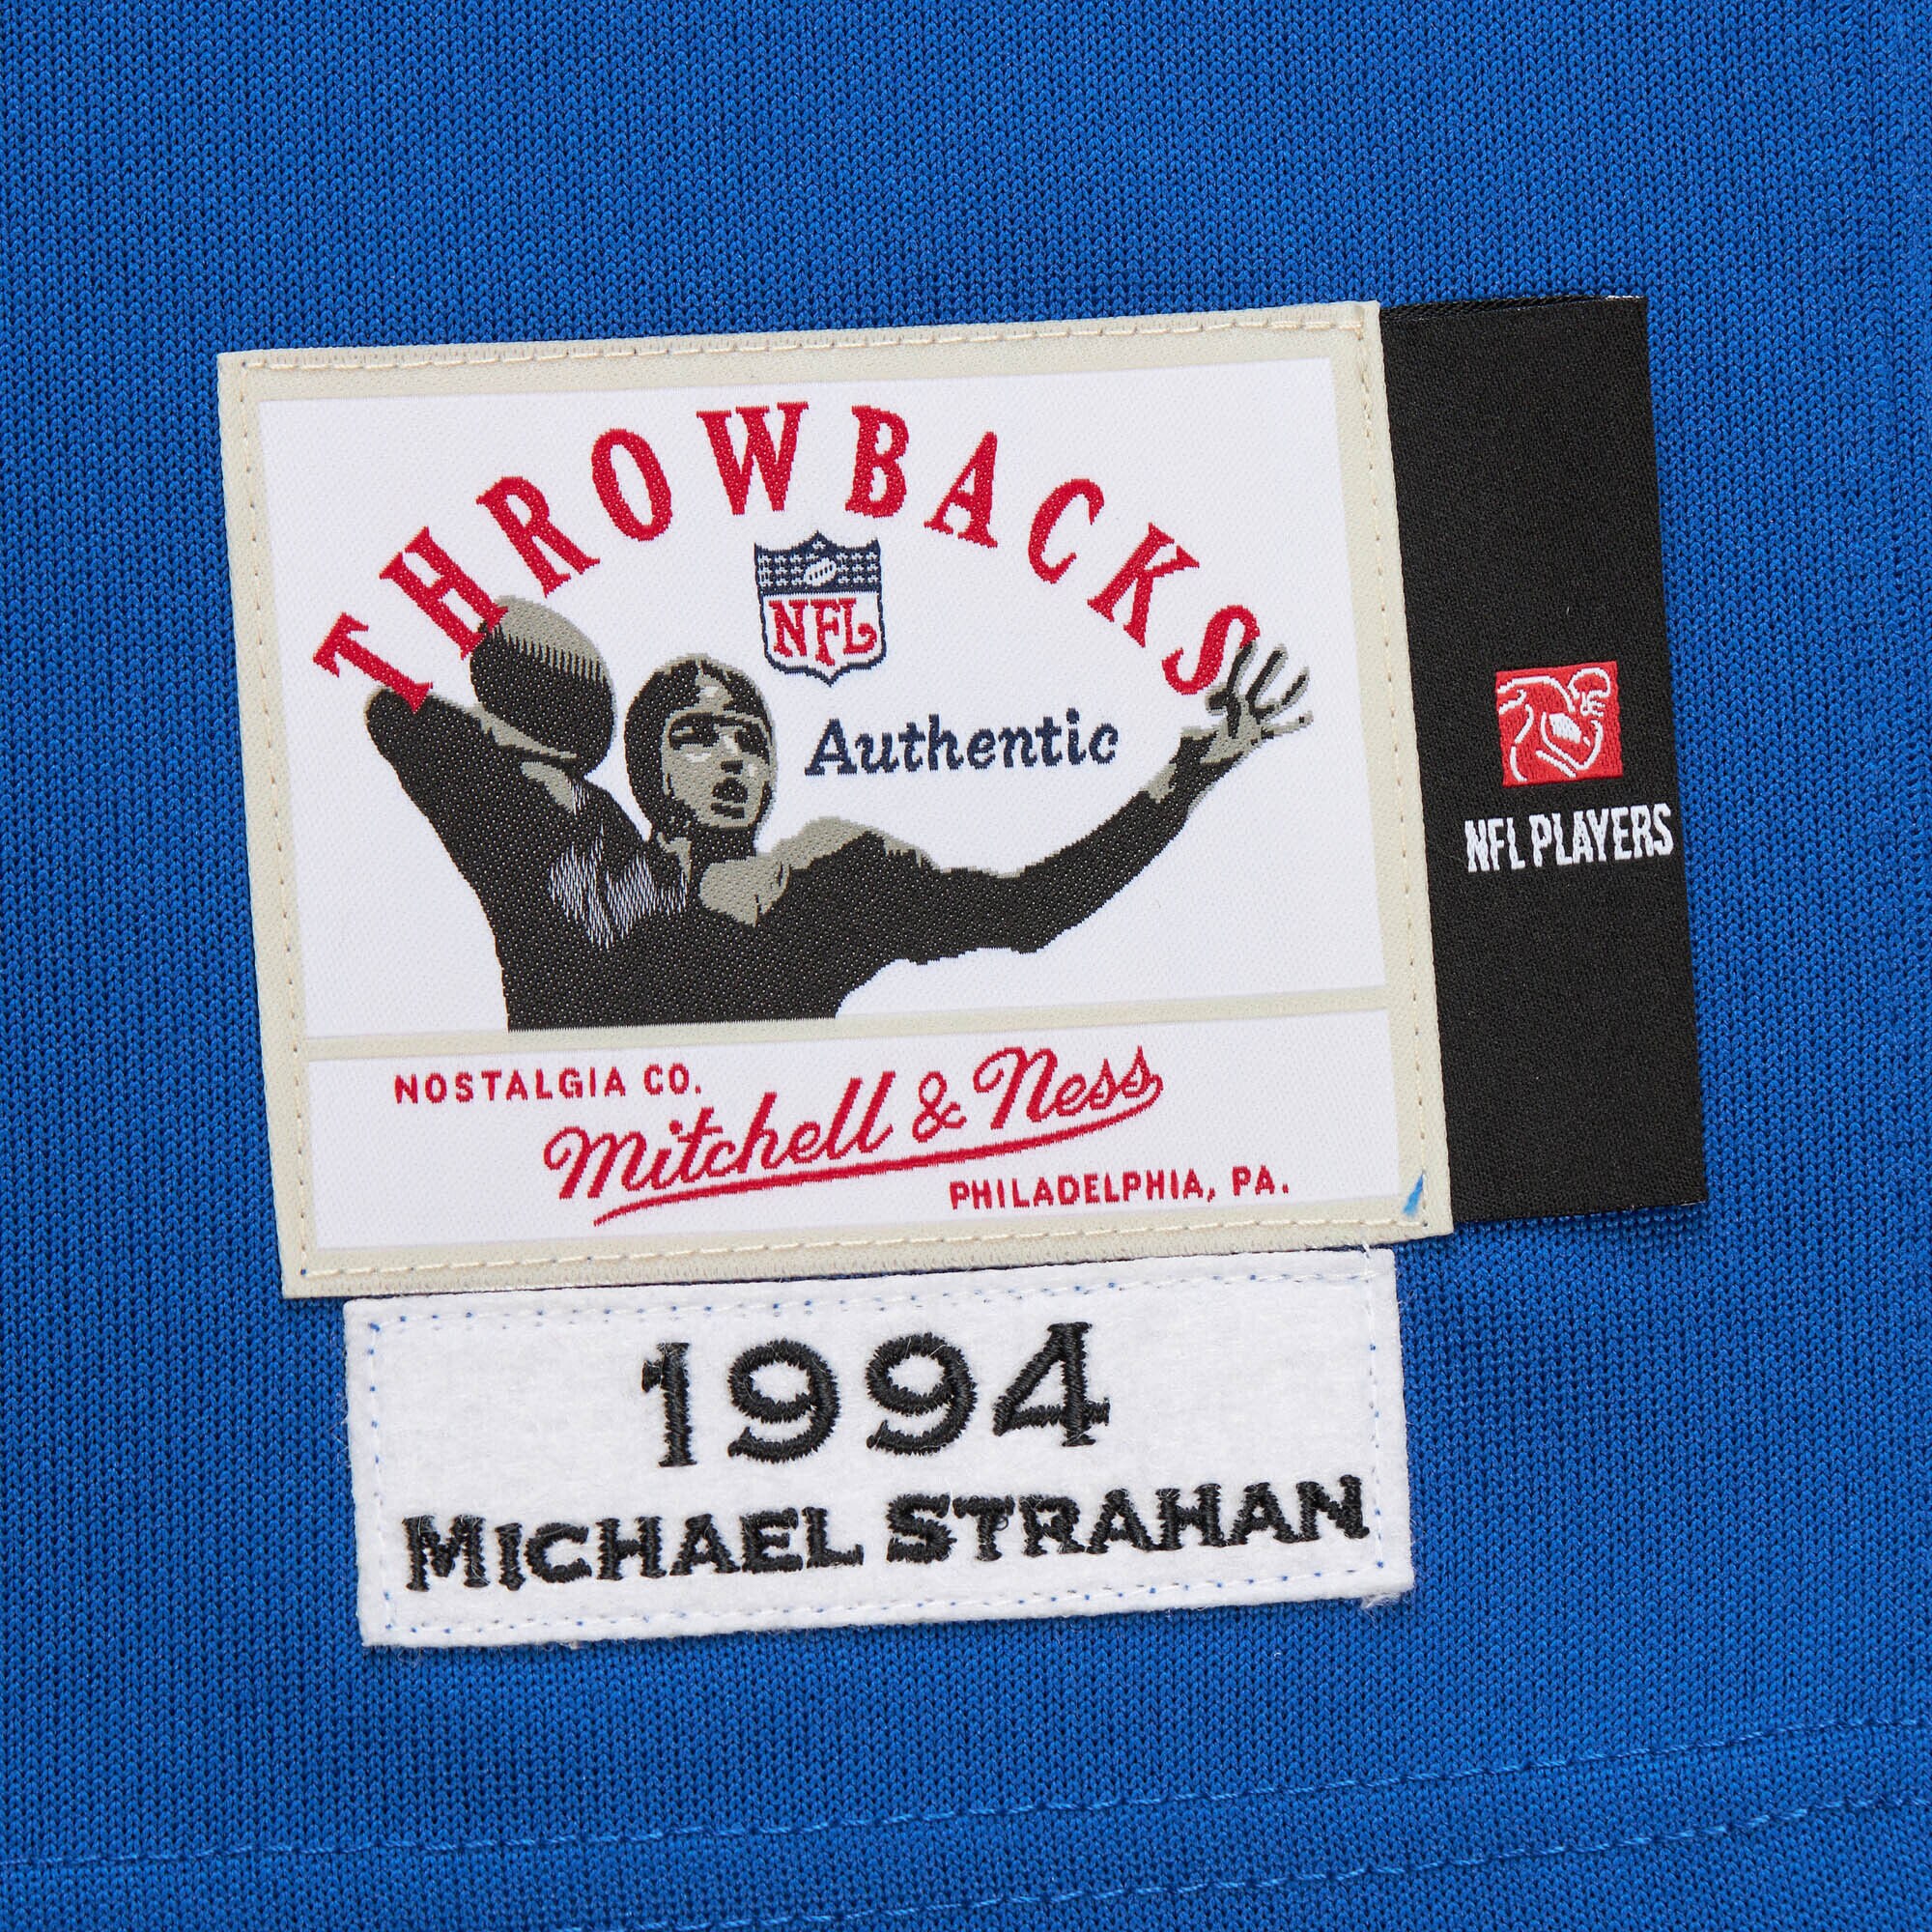 THROWBACKS
NFL
Authentic
NFL PLAYERS
NOSTALGIA CO.
Mitchell & Ness
PHILADELPHIA, PA.
1994
MICHAEL STRAHAN